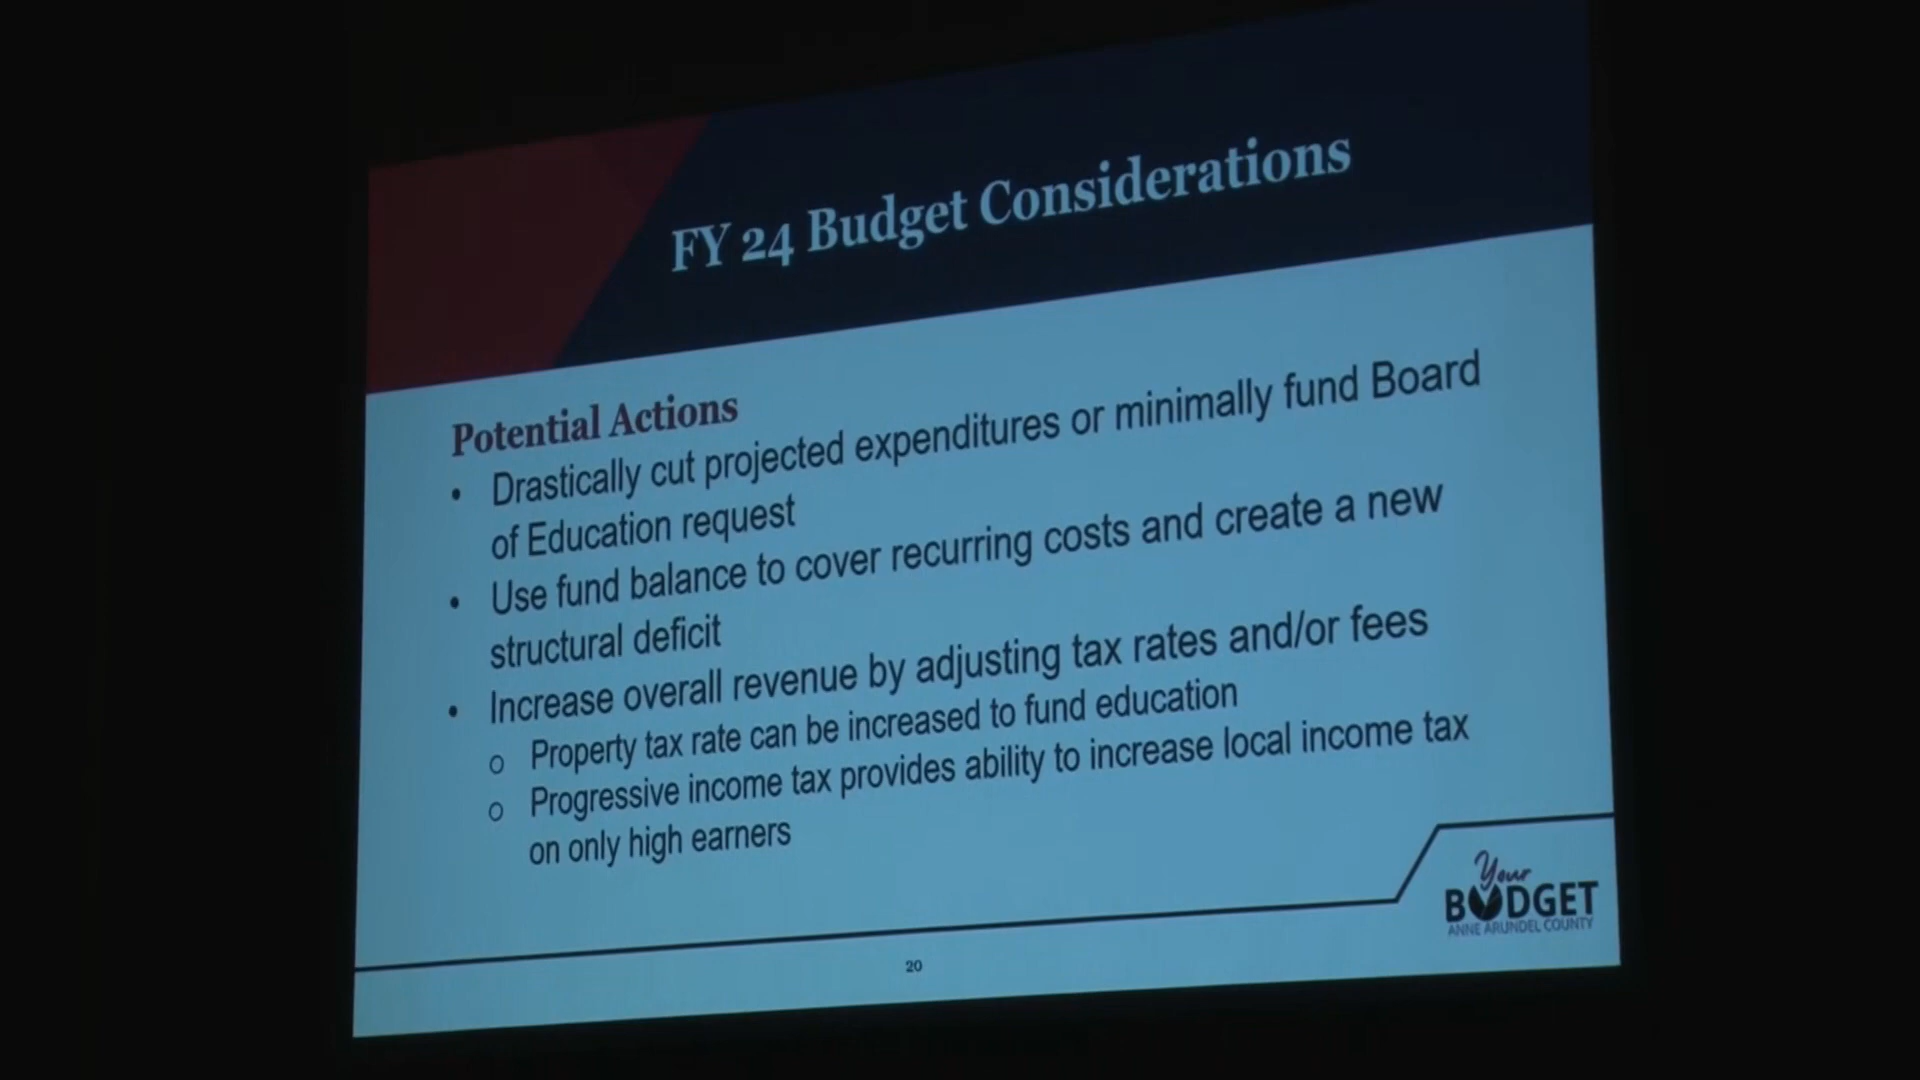 FY 24 Budget Considerations
Potential Actions
• Drastically cut projected expenditures or minimally fund Board
of Education request
• Use fund balance to cover recurring costs and create a new
structural deficit
• Increase overall revenue by adjusting tax rates and/or fees
o Property tax rate can be increased to fund education
o Progressive income tax provides ability to increase local income tax
on only high earners
Your
BUDGET
ANNE ARUNDEL COUNTY
20